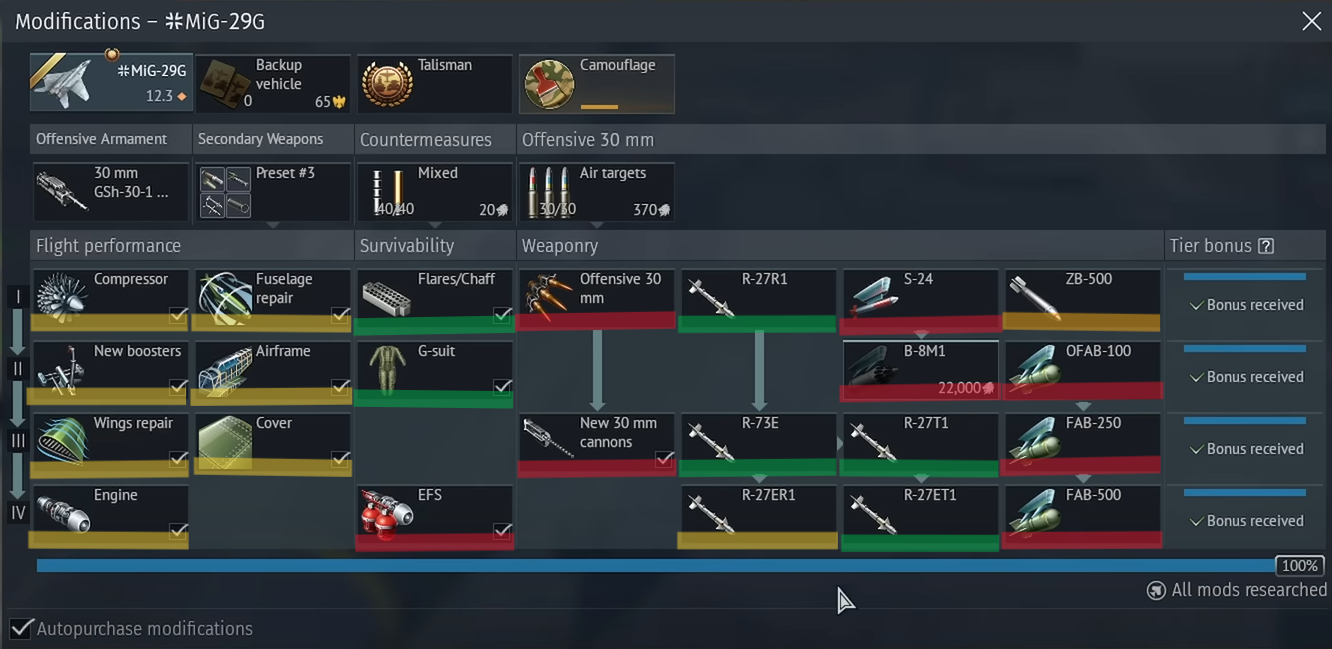 Modifications – MiG-29G
MiG-29G
12.3
Backup vehicle
0
65
Talisman
Camouflage
Offensive Armament
Secondary Weapons
Countermeasures
Offensive 30 mm
30 mm
GSh-30-1 ...
Preset #3
Mixed
40/40
20
Air targets
30/30
370
Flight performance
Survivability
Weaponry
Tier bonus [?]
I
Compressor
Fuselage repair
Flares/Chaff
Offensive 30 mm
R-27R1
S-24
ZB-500
Bonus received
II
New boosters
Airframe
G-suit
B-8M1
22,000
OFAB-100
Bonus received
III
Wings repair
Cover
New 30 mm cannons
R-73E
R-27T1
FAB-250
Bonus received
IV
Engine
EFS
R-27ER1
R-27ET1
FAB-500
Bonus received
100%
All mods researched
Autopurchase modifications